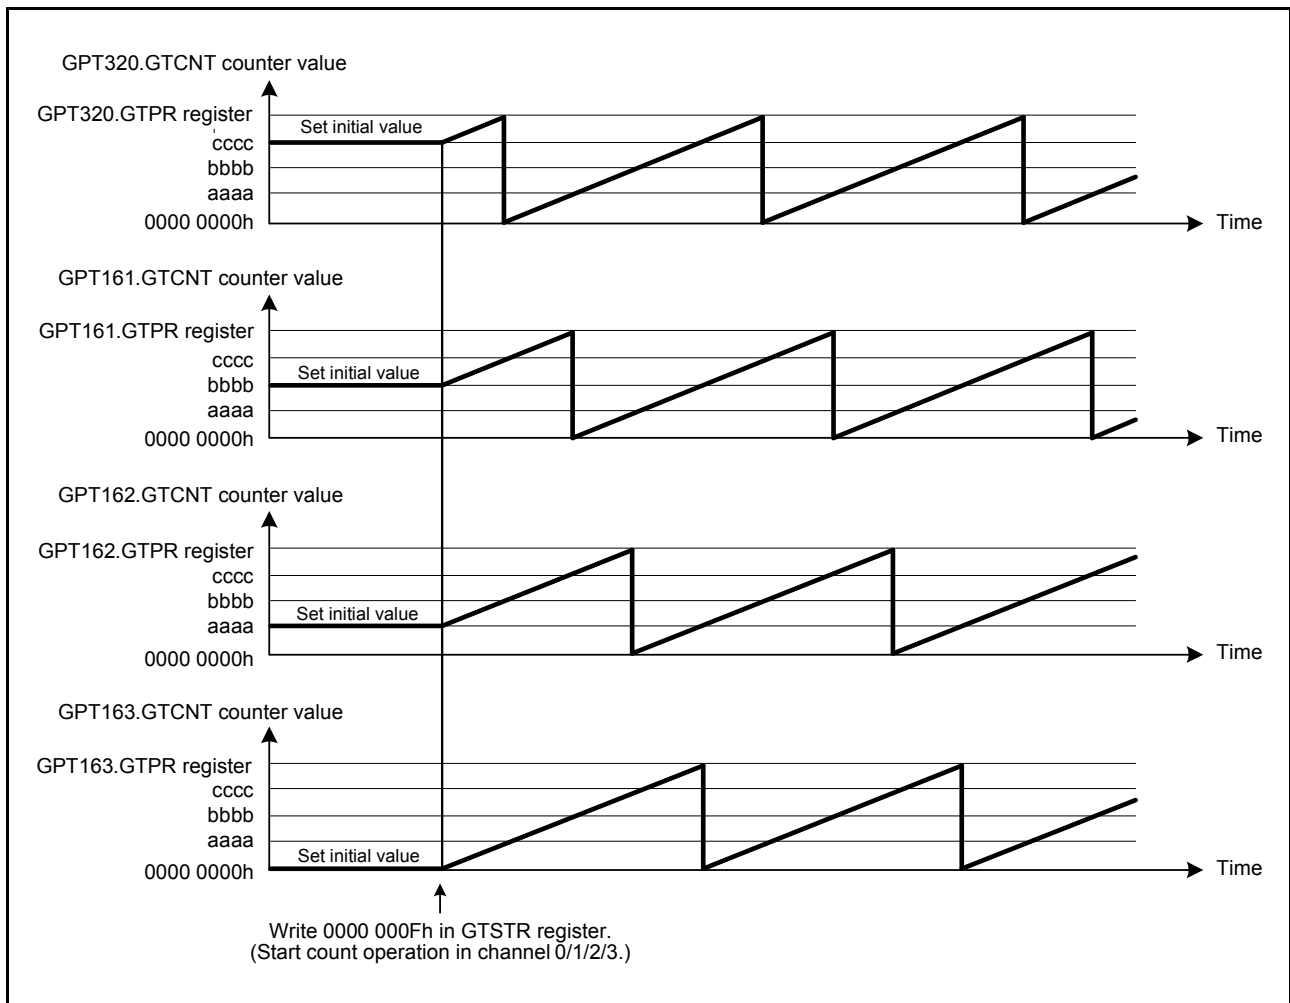 GPT320.GTCNT counter value
GPT320.GTPR register
Set initial value
cccc
bbbb
aaaa
0000 0000h
Time
GPT161.GTCNT counter value
GPT161.GTPR register
cccc
Set initial value
bbbb
aaaa
0000 0000h
Time
GPT162.GTCNT counter value
GPT162.GTPR register
cccc
bbbb
Set initial value
aaaa
0000 0000h
Time
GPT163.GTCNT counter value
GPT163.GTPR register
cccc
bbbb
aaaa
Set initial value
0000 0000h
Time
Write 0000 000Fh in GTSTR register.
(Start count operation in channel 0/1/2/3.)